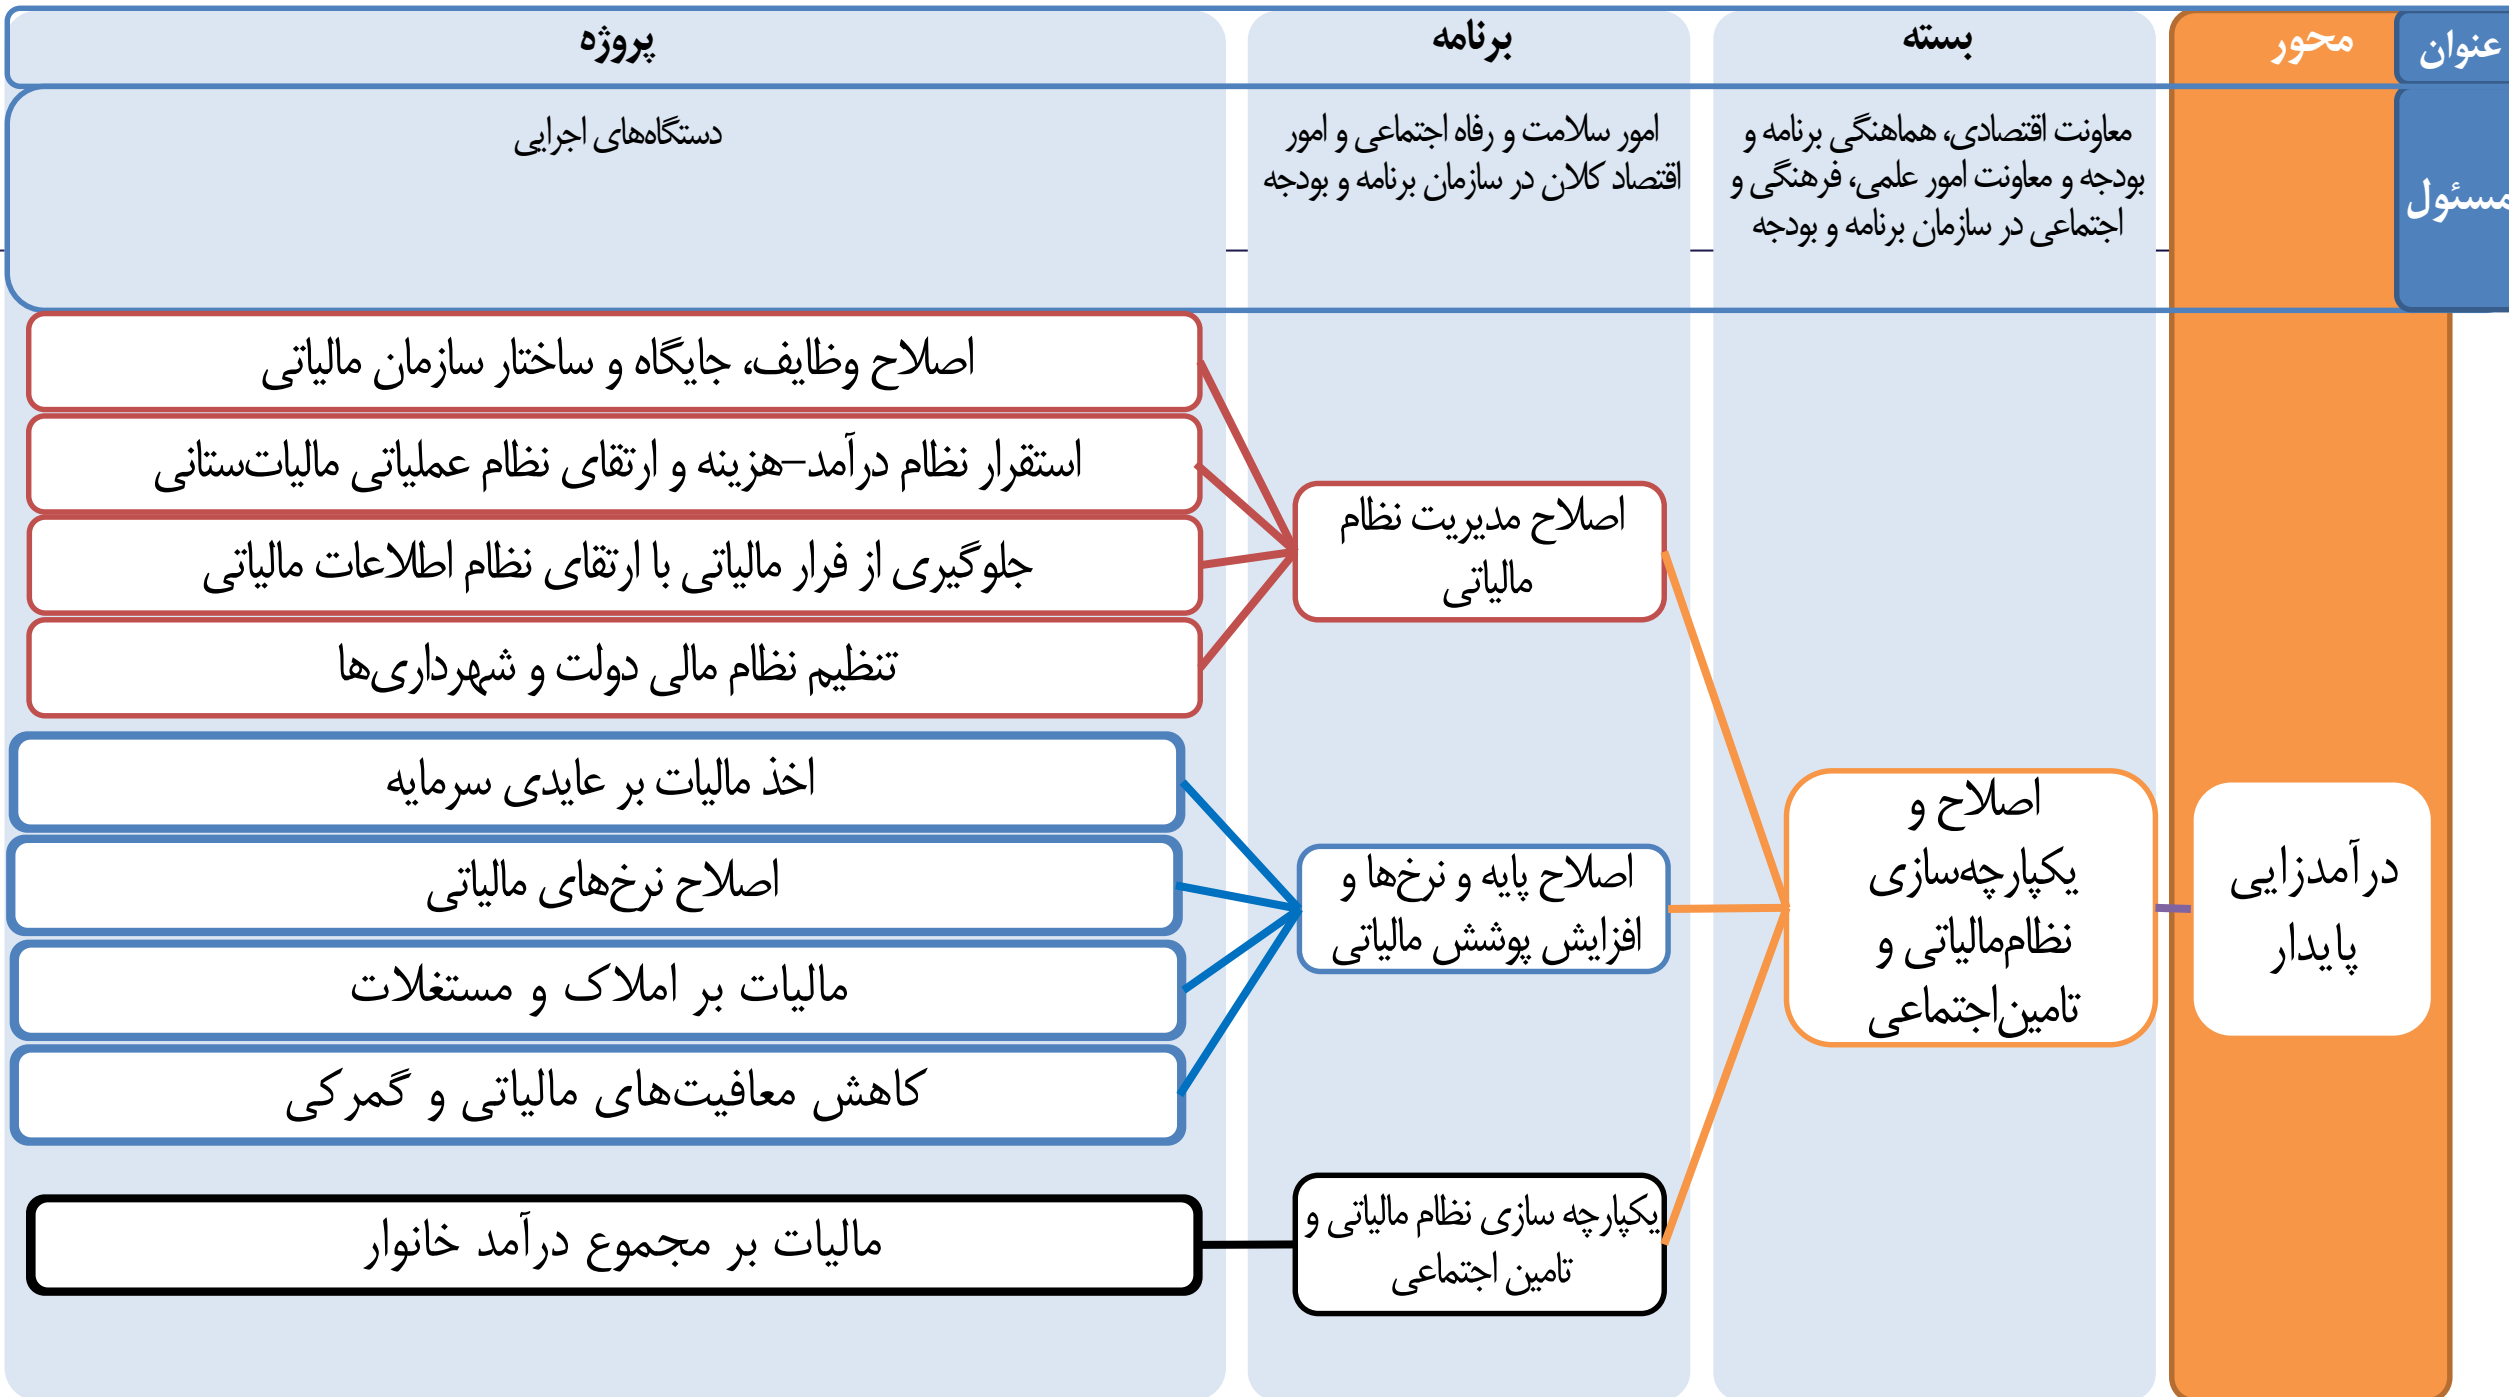 عنوان
محور
بسته
برنامه
پروژه
مسئول
معاونت اقتصادی، هماهنگی برنامه و
بودجه و معاونت امور علمی، فرهنگی و
اجتماعی در سازمان برنامه و بودجه
امور سلامت و رفاه اجتماعی و امور
اقتصاد کلان در سازمان برنامه و بودجه
دستگاه‌های اجرایی
درآمدزایی
پایدار
اصلاح و
یکپارچه‌سازی
نظام‌مالیاتی و
تامین‌اجتماعی
اصلاح مدیریت نظام
مالیاتی
اصلاح وظایف، جایگاه و ساختار سازمان مالیاتی
استقرار نظام درآمد–هزینه و ارتقای نظام عملیاتی مالیات‌ستانی
جلوگیری از فرار مالیاتی با ارتقای نظام اطلاعات مالیاتی
تنظیم نظام مالی دولت و شهرداری‌ها
اصلاح پایه و نرخ‌ها و
افزایش پوشش مالیاتی
اخذ مالیات بر عایدی سرمایه
اصلاح نرخ‌های مالیاتی
مالیات بر املاک و مستغلات
کاهش معافیت‌های مالیاتی و گمرکی
یکپارچه سازی نظام مالیاتی و
تامین اجتماعی
مالیات بر مجموع درآمد خانوار